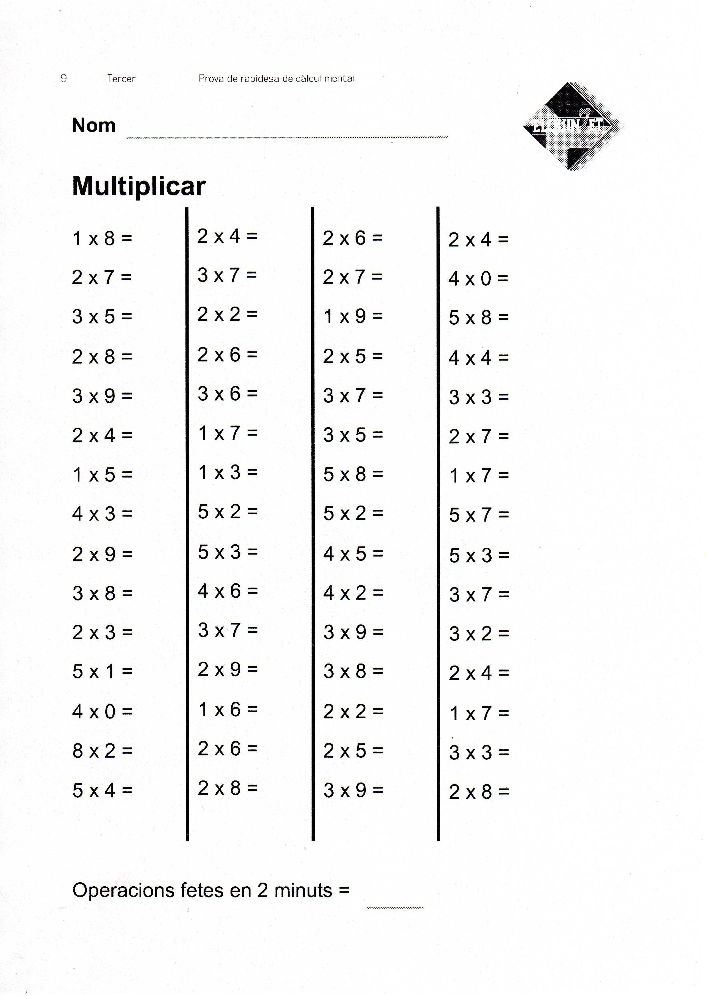 9 Tercer Prova de rapidesa de càlcul mental
ELQUINZET
Nom
Multiplicar
1 x 8 = 2 x 4 = 2 x 6 = 2 x 4 =
2 x 7 = 3 x 7 = 2 x 7 = 4 x 0 =
3 x 5 = 2 x 2 = 1 x 9 = 5 x 8 =
2 x 8 = 2 x 6 = 2 x 5 = 4 x 4 =
3 x 9 = 3 x 6 = 3 x 7 = 3 x 3 =
2 x 4 = 1 x 7 = 3 x 5 = 2 x 7 =
1 x 5 = 1 x 3 = 5 x 8 = 1 x 7 =
4 x 3 = 5 x 2 = 5 x 2 = 5 x 7 =
2 x 9 = 5 x 3 = 4 x 5 = 5 x 3 =
3 x 8 = 4 x 6 = 4 x 2 = 3 x 7 =
2 x 3 = 3 x 7 = 3 x 9 = 3 x 2 =
5 x 1 = 2 x 9 = 3 x 8 = 2 x 4 =
4 x 0 = 1 x 6 = 2 x 2 = 1 x 7 =
8 x 2 = 2 x 6 = 2 x 5 = 3 x 3 =
5 x 4 = 2 x 8 = 3 x 9 = 2 x 8 =
Operacions fetes en 2 minuts =